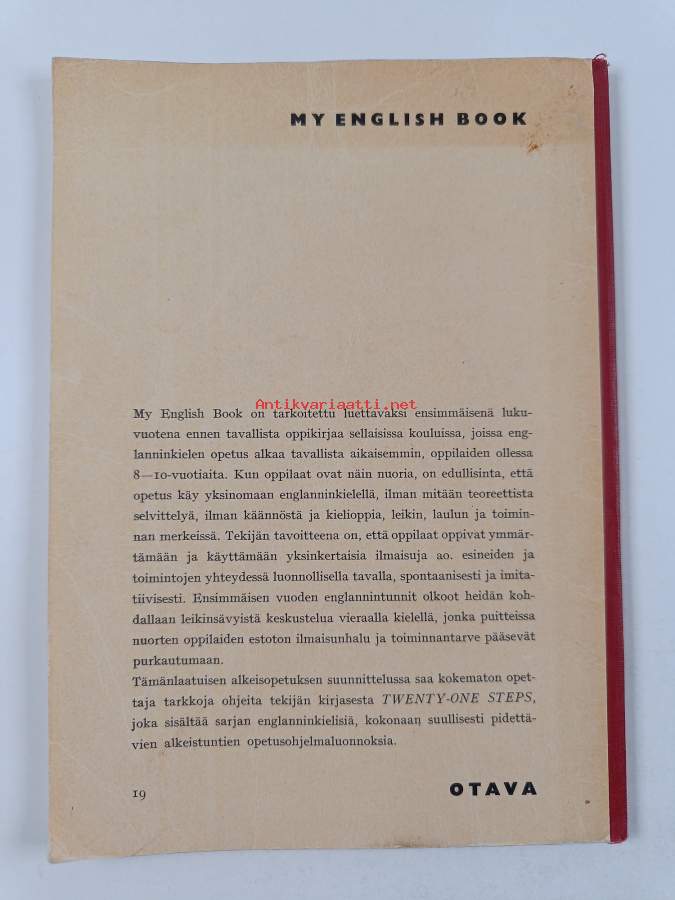 MY ENGLISH BOOK
Antikvariaatti.net
My English Book on tarkoitettu luettavaksi ensimmäisenä luku-
vuotena ennen tavallista oppikirjaa sellaisissa kouluissa, joissa eng-
lanninkielen opetus alkaa tavallista aikaisemmin, oppilaiden ollessa
8—10-vuotiaita. Kun oppilaat ovat näin nuoria, on edullisinta, että
opetus käy yksinomaan englanninkielellä, ilman mitään teoreettista
selvittelyä, ilman käännöstä ja kielioppia, leikin, laulun ja toimin-
nan merkeissä. Tekijän tavoitteena on, että oppilaat oppivat ymmär-
tämään ja käyttämään yksinkertaisia ilmaisuja ao. esineiden ja
toimintojen yhteydessä luonnollisella tavalla, spontaanisesti ja imita-
tiivisesti. Ensimmäisen vuoden englannintunnit olkoot heidän koh-
dallaan leikinsävyistä keskustelua vieraalla kielellä, jonka puitteissa
nuorten oppilaiden estoton ilmaisunhalu ja toiminnantarve pääsevät
purkautumaan.
Tämänlaatuisen alkeisopetuksen suunnittelussa saa kokematon opet-
taja tarkkoja ohjeita tekijän kirjasesta TWENTY-ONE STEPS,
joka sisältää sarjan englanninkielisiä, kokonaan suullisesti pidettä-
vien alkeistuntien opetusohjelmaluonnoksia.
19
OTAVA